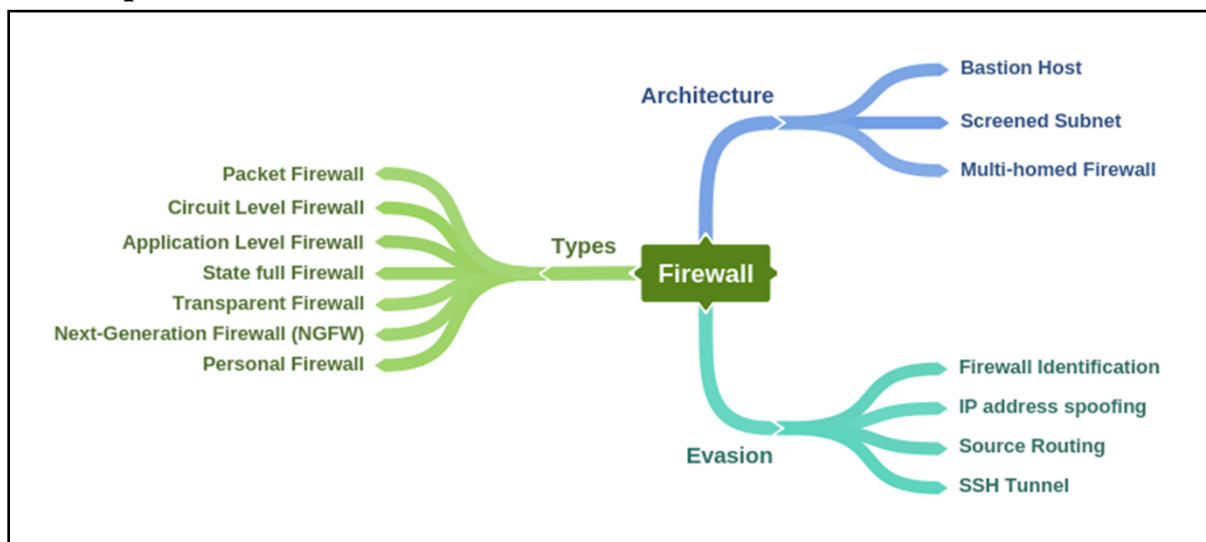 Architecture
Bastion Host
Screened Subnet
Multi-homed Firewall
Packet Firewall
Circuit Level Firewall
Application Level Firewall
State full Firewall
Transparent Firewall
Next-Generation Firewall (NGFW)
Personal Firewall
Types
Firewall
Evasion
Firewall Identification
IP address spoofing
Source Routing
SSH Tunnel